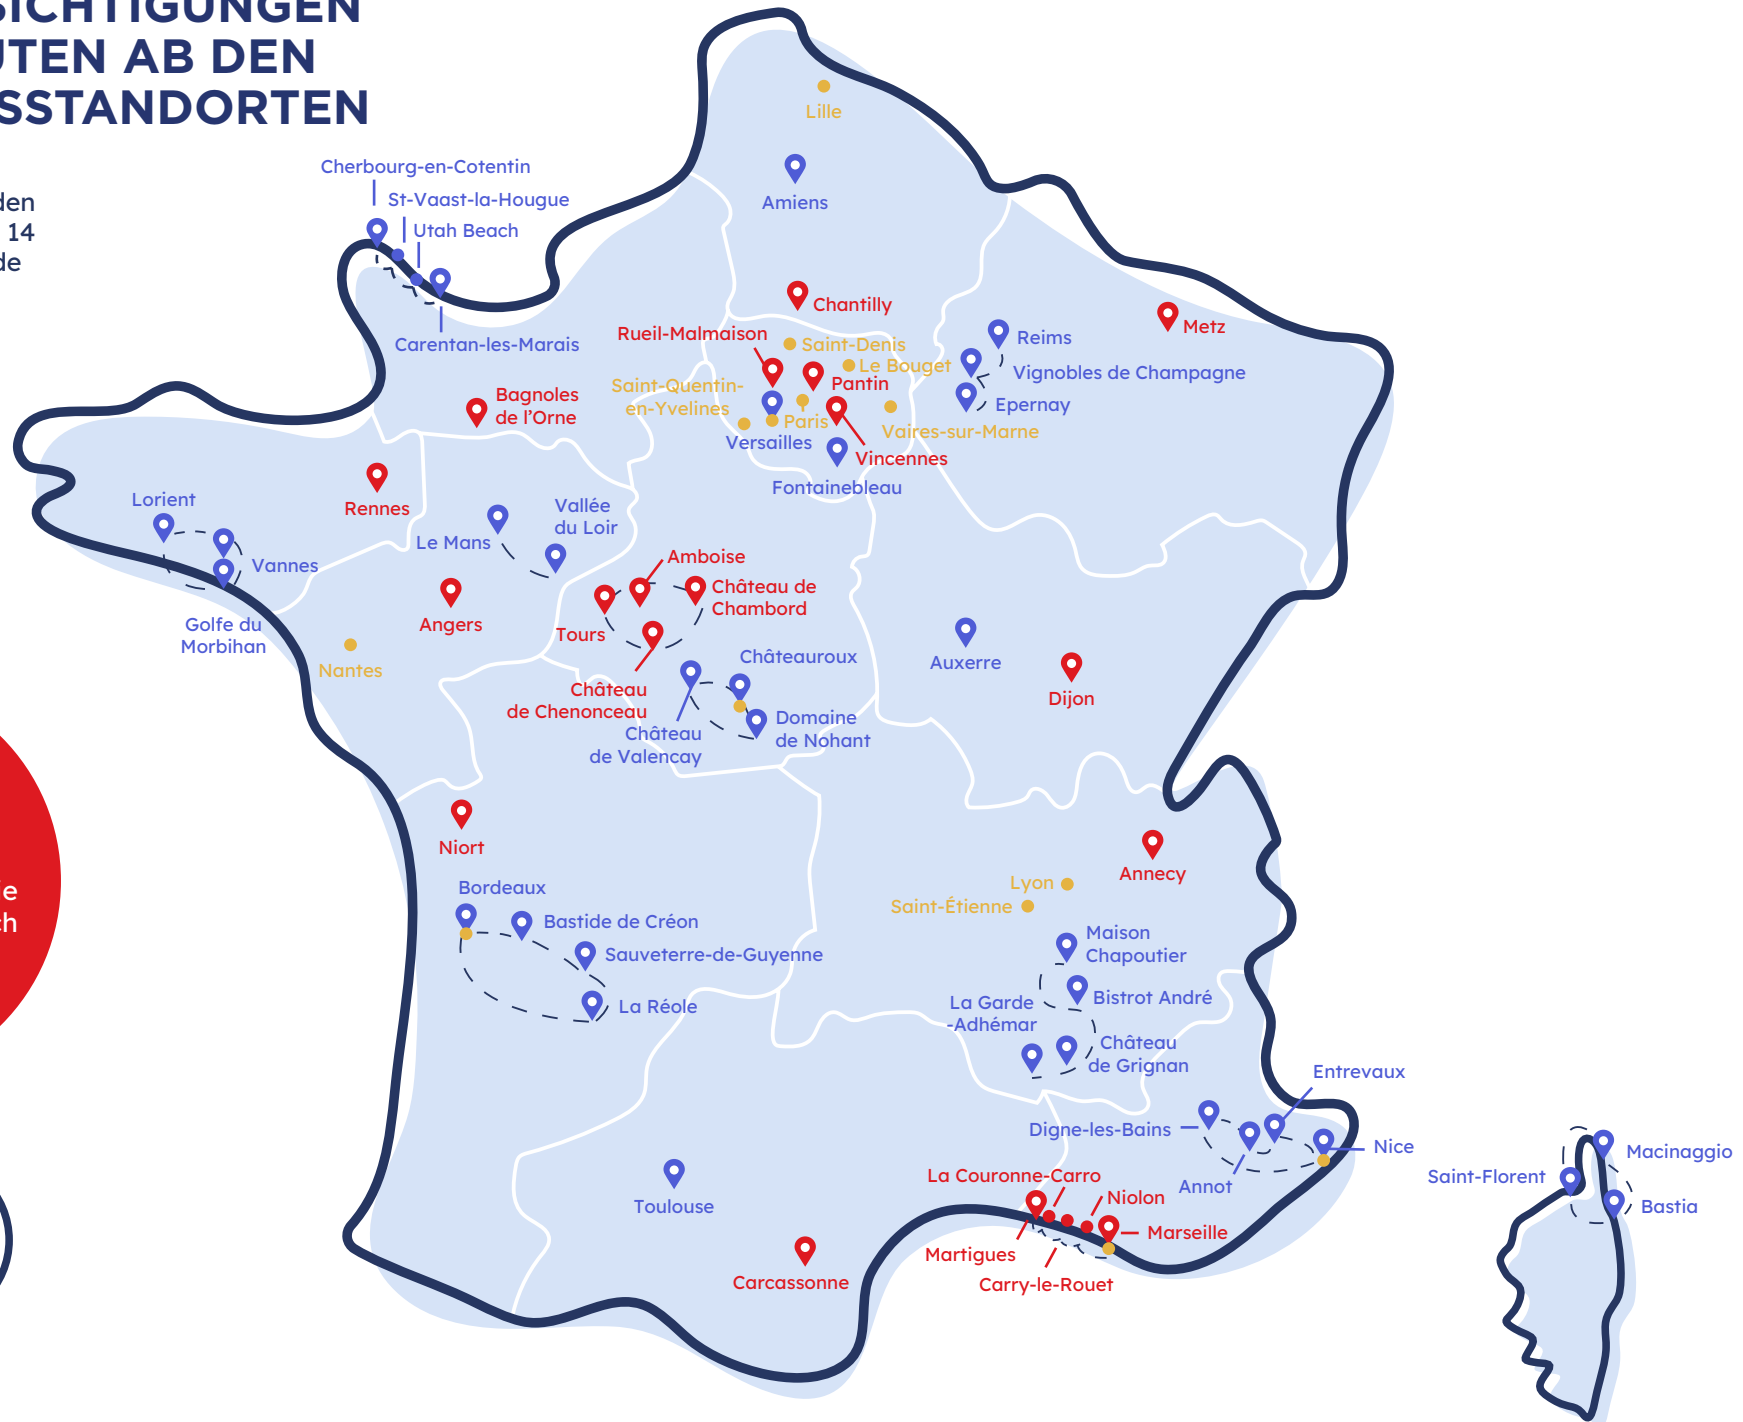 SICHTIGUNGEN
UTEN AB DEN
SSTANDORTEN
den
14
de
Lille
Cherbourg-en-Cotentin
St-Vaast-la-Hougue
Utah Beach
Amiens
Carentan-les-Marais
Chantilly
Rueil-Malmaison
Saint-Denis
Le Bouget
Saint-Quentin-
en-Yvelines
Pantin
Paris
Versailles
Vaires-sur-Marne
Vincennes
Fontainebleau
Metz
Reims
Vignobles de Champagne
Epernay
Bagnoles
de l’Orne
Rennes
Lorient
Vannes
Golfe du
Morbihan
Le Mans
Vallée
du Loir
Angers
Nantes
Amboise
Château de
Chambord
Tours
Château
de Chenonceau
Châteauroux
Château
de Valencay
Domaine
de Nohant
Auxerre
Dijon
Niort
ie
ch
Bordeaux
Bastide de Créon
Sauveterre-de-Guyenne
La Réole
Annecy
Lyon
Saint-Étienne
Maison
Chapoutier
Bistrot André
La Garde
-Adhémar
Château
de Grignan
Entrevaux
Digne-les-Bains
Nice
Annot
La Couronne-Carro
Niolon
Marseille
Martigues
Carry-le-Rouet
Toulouse
Carcassonne
Macinaggio
Saint-Florent
Bastia